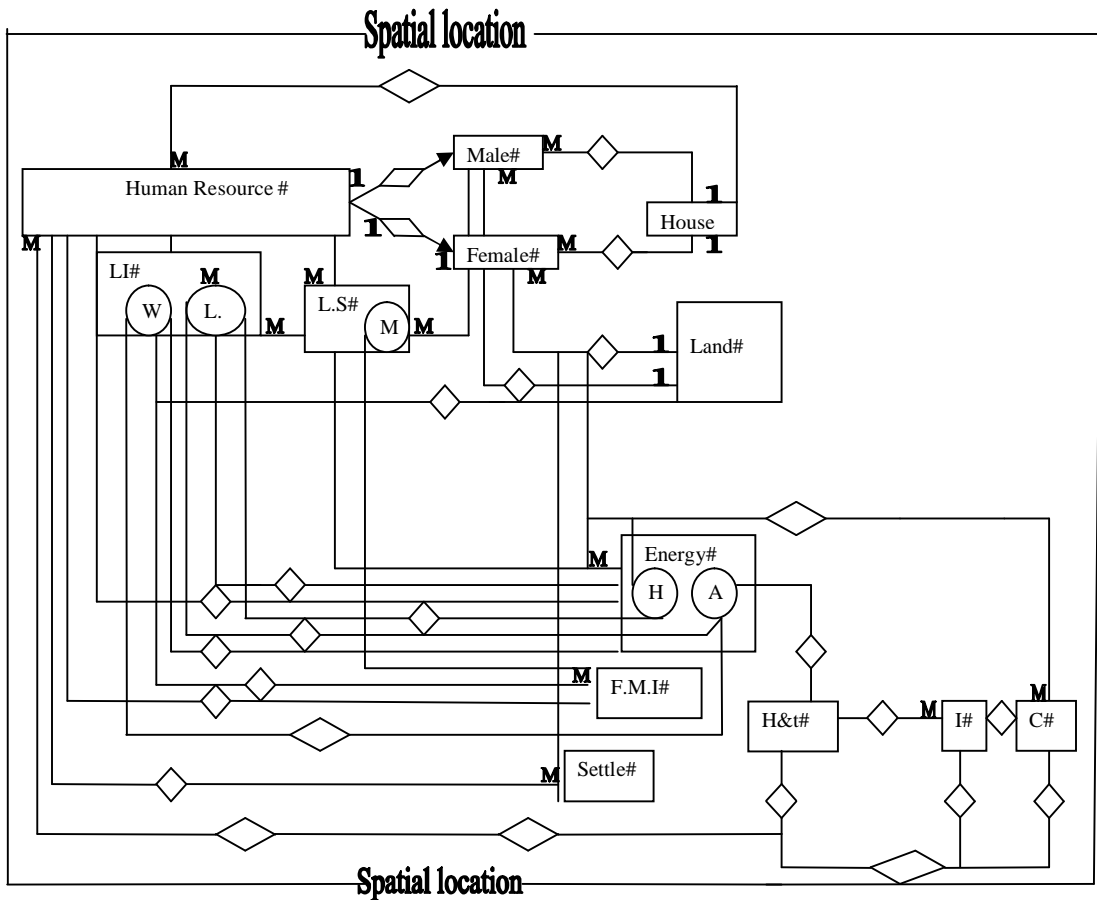 Spatial location
M
Male#
M
1
M
Human Resource #
1
House
1
1
M
M
Female#
M
1
M
LI#
M
M
L.S#
W
L.
M
M
M
1
Land#
1
M
Energy#
H
A
M
F.M.I#
M
M
H&t#
I#
C#
M
Settle#
Spatial location